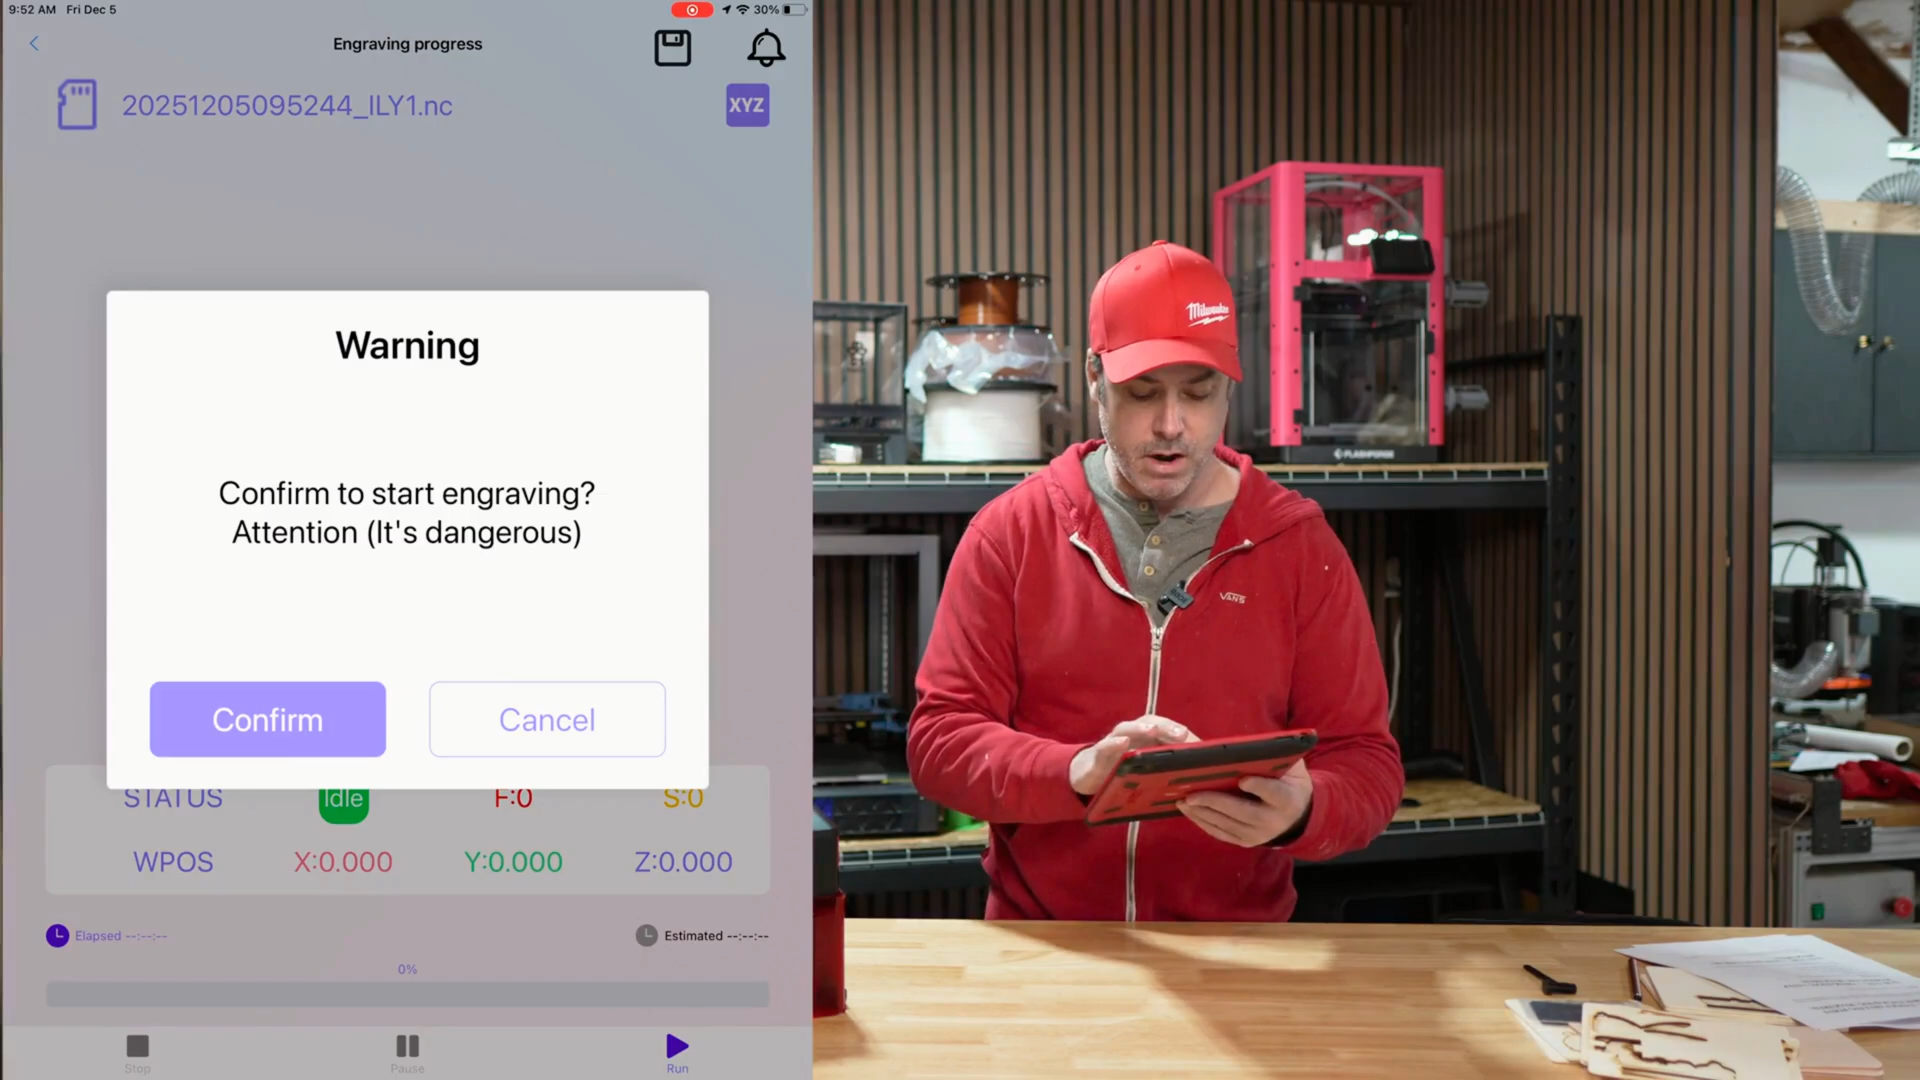 9:52 AM Fri Dec 5
30%
Engraving progress
20251205095244_ILY1.nc
XYZ
Warning
Confirm to start engraving?
Attention (It's dangerous)
Confirm
Cancel
STATUS
Idle
F:0
S:0
WPOS
X:0.000
Y:0.000
Z:0.000
Elapsed --:--:--
Estimated --:--:--
0%
Stop
Pause
Run
Milwaukee
FLASHFORGE
VANS
RODE